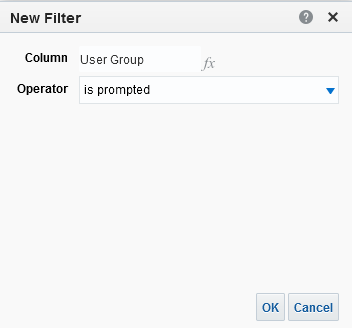 New Filter
Column User Group fx
Operator is prompted
OK Cancel